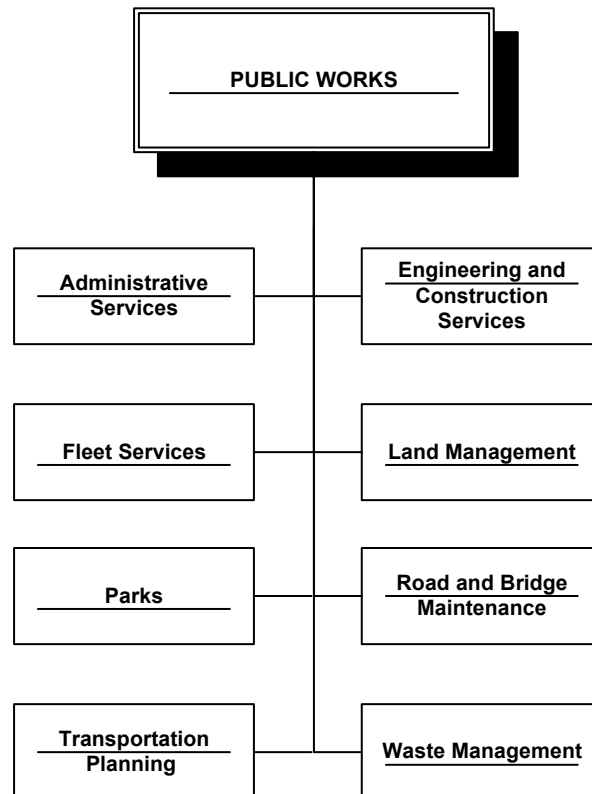 PUBLIC WORKS
Administrative
Services
Engineering and
Construction
Services
Fleet Services
Land Management
Parks
Road and Bridge
Maintenance
Transportation
Planning
Waste Management